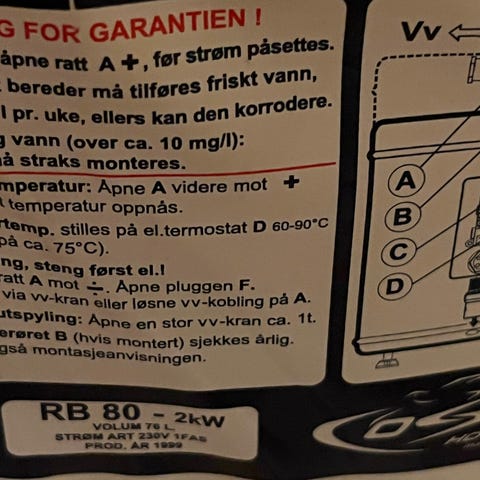 G FOR GARANTIEN !
åpne ratt A +, før strøm påsettes.
bereder må tilføres friskt vann,
l pr. uke, ellers kan den korrodere.
g vann (over ca. 10 mg/l):
å straks monteres.
mperatur: Åpne A videre mot +
l temperatur oppnås.
rtemp. stilles på el.termostat D 60-90°C
på ca. 75°C).
ing, steng først el.!
ratt A mot ÷. Åpne pluggen F.
via vv-kran eller løsne vv-kobling på A.
utspyling: Åpne en stor vv-kran ca. 1t.
erøret B (hvis montert) sjekkes årlig.
gså montasjeanvisningen.
RB 80 - 2kW
VOLUM 76 L
STRØM ART 230V 1FAS
PROD. ÅR 1999
Vv
A
B
C
D